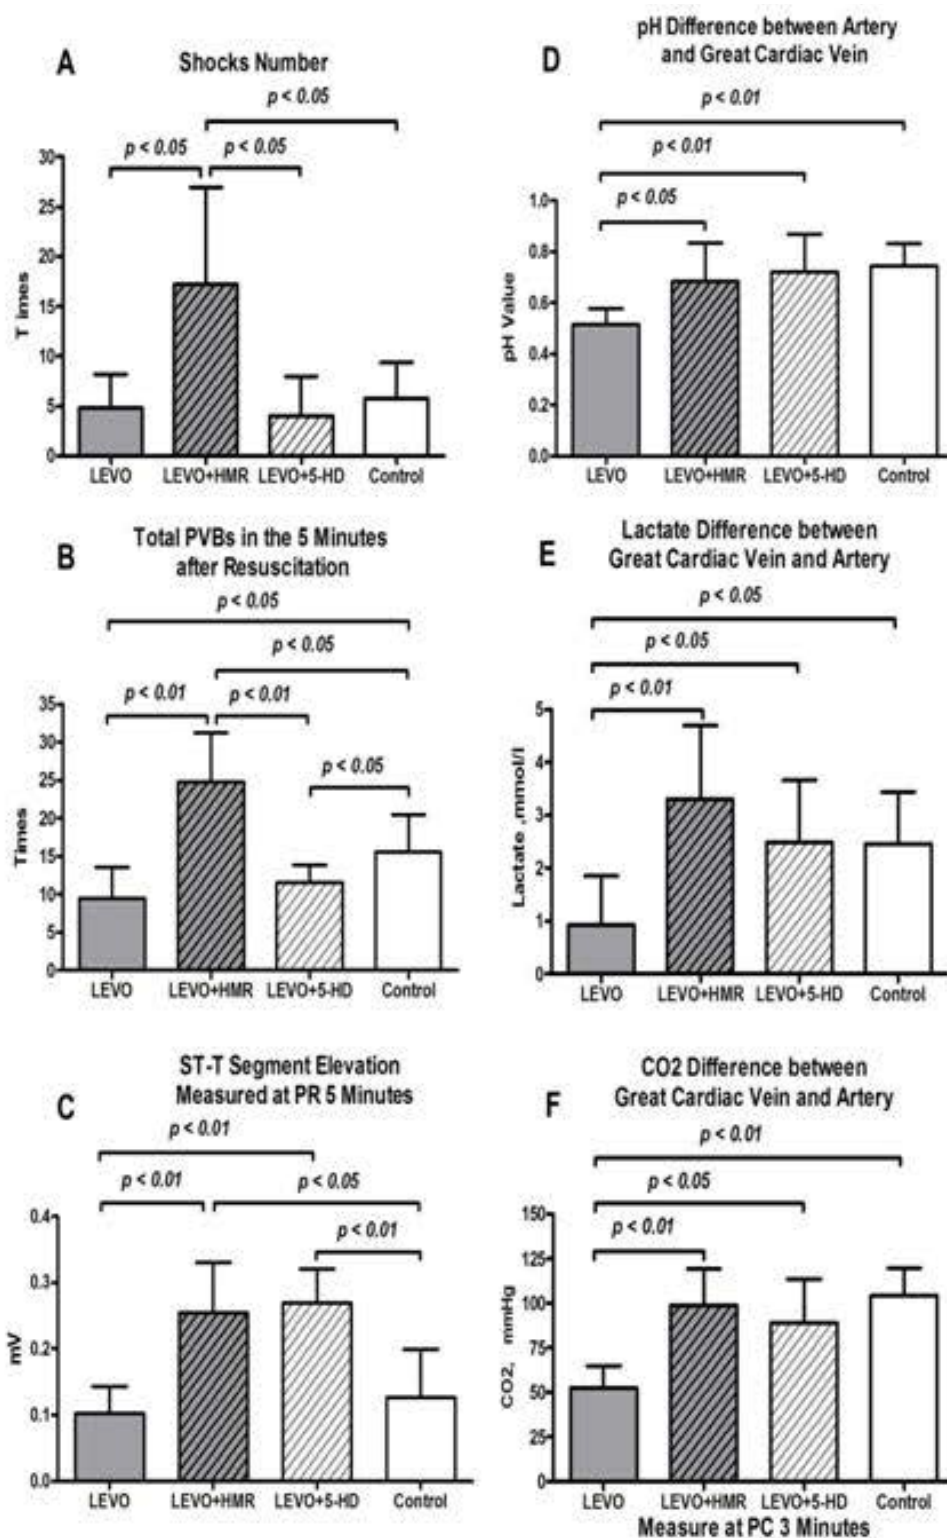 A
Shocks Number
p < 0.05
p < 0.05
p < 0.05
30
25
20
15
10
5
0
T imes
LEVO
LEVO+HMR
LEVO+5-HD
Control
B
Total PVBs in the 5 Minutes
after Resuscitation
p < 0.05
p < 0.05
p < 0.01
p < 0.01
p < 0.05
35
30
25
20
15
10
5
0
Times
LEVO
LEVO+HMR
LEVO+5-HD
Control
C
ST-T Segment Elevation
Measured at PR 5 Minutes
p < 0.01
p < 0.01
p < 0.05
p < 0.01
0.4
0.3
0.2
0.1
0.0
mV
LEVO
LEVO+HMR
LEVO+5-HD
Control
D
pH Difference between Artery
and Great Cardiac Vein
p < 0.01
p < 0.01
p < 0.05
1.0
0.8
0.6
0.4
0.2
0.0
pH Value
LEVO
LEVO+HMR
LEVO+5-HD
Control
E
Lactate Difference between
Great Cardiac Vein and Artery
p < 0.05
p < 0.05
p < 0.01
5
4
3
2
1
0
Lactate ,mmol/l
LEVO
LEVO+HMR
LEVO+5-HD
Control
F
CO2 Difference between
Great Cardiac Vein and Artery
p < 0.01
p < 0.05
p < 0.01
150
125
100
75
50
25
0
CO2, mmHg
LEVO
LEVO+HMR
LEVO+5-HD
Control
Measure at PC 3 Minutes